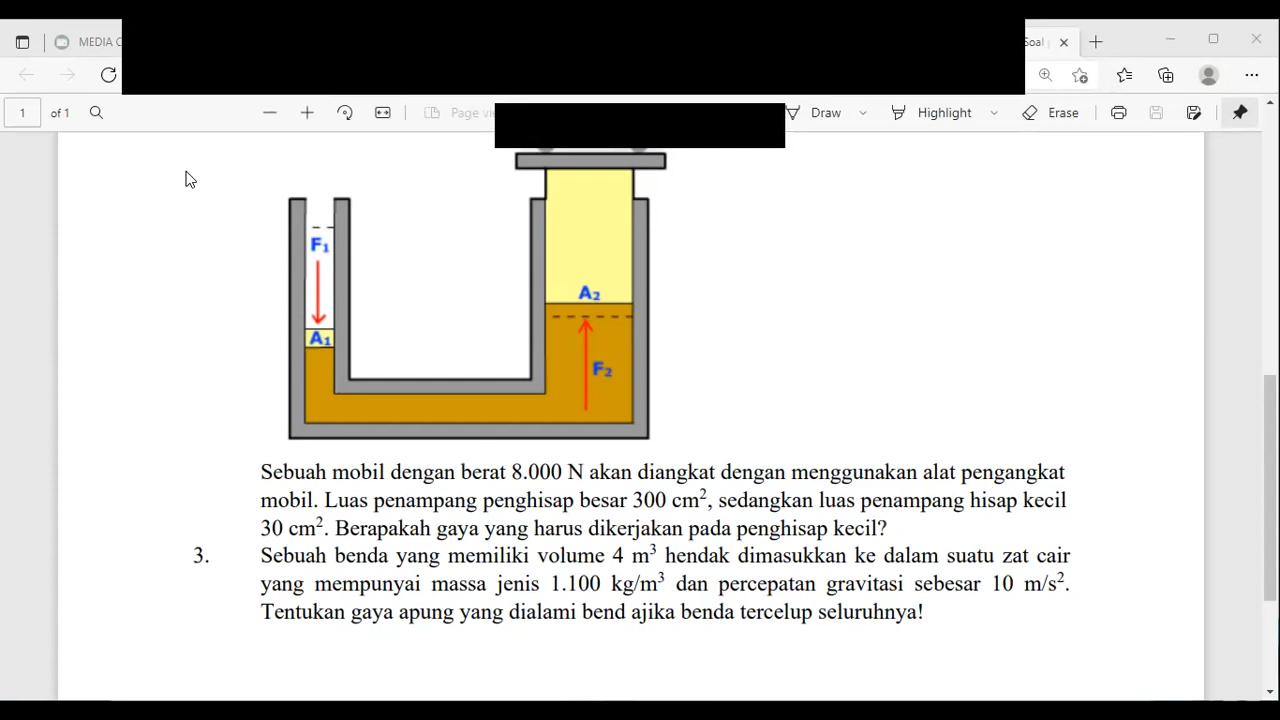 MEDIA C
Soal
1 of 1
Page vi
Draw
Highlight
Erase
F₁
A₁
A₂
F₂
Sebuah mobil dengan berat 8.000 N akan diangkat dengan menggunakan alat pengangkat
mobil. Luas penampang penghisap besar 300 cm², sedangkan luas penampang hisap kecil
30 cm². Berapakah gaya yang harus dikerjakan pada penghisap kecil?
3. Sebuah benda yang memiliki volume 4 m³ hendak dimasukkan ke dalam suatu zat cair
yang mempunyai massa jenis 1.100 kg/m³ dan percepatan gravitasi sebesar 10 m/s².
Tentukan gaya apung yang dialami bend ajika benda tercelup seluruhnya!